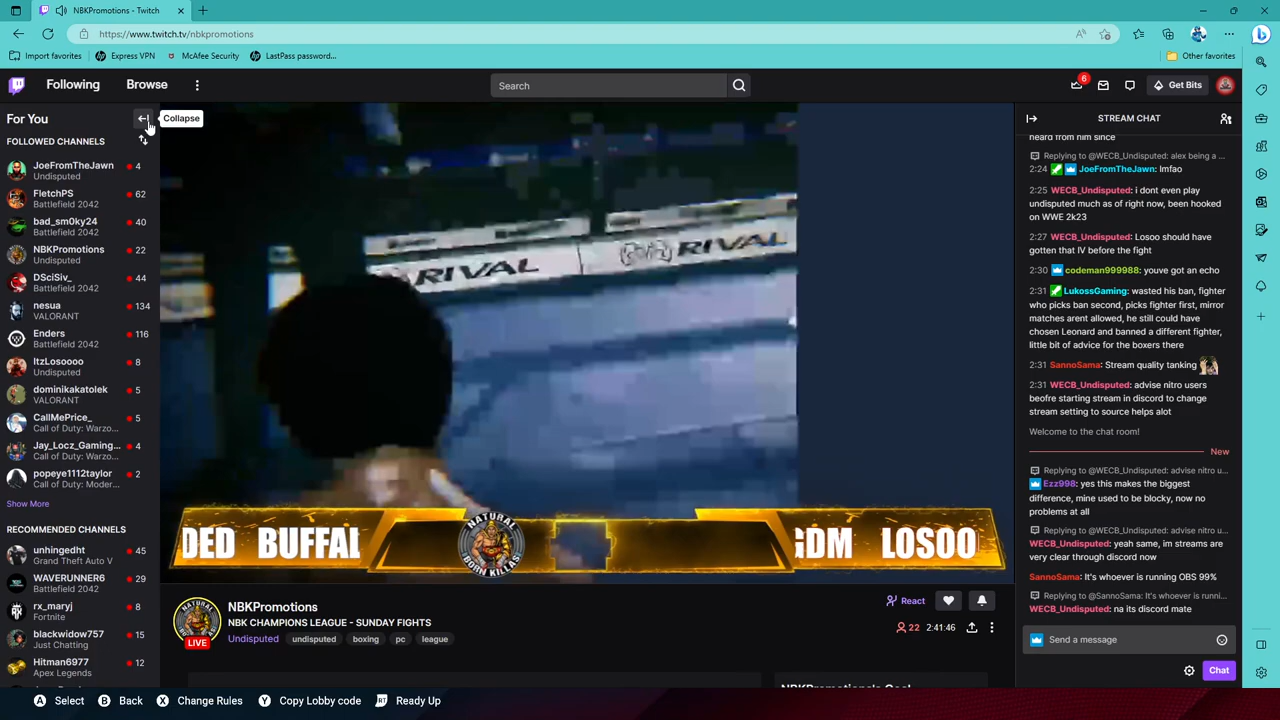 NBKPromotions - Twitch
https://www.twitch.tv/nbkpromotions
Import favorites
Express VPN
McAfee Security
LastPass password...
Other favorites
Following
Browse
Search
6
Get Bits
For You
Collapse
FOLLOWED CHANNELS
JoeFromTheJawn 4
Undisputed
FletchPS 62
Battlefield 2042
bad_sm0ky24 40
Battlefield 2042
NBKPromotions 22
Undisputed
DSciSiv_ 44
Battlefield 2042
nesua 134
VALORANT
Enders 116
Battlefield 2042
ItzLosoooo 8
Undisputed
dominikakatolek 5
VALORANT
CallMePrice_ 5
Call of Duty: Warzo...
Jay_Locz_Gaming... 4
Call of Duty: Warzo...
popeye1112taylor 2
Call of Duty: Moder...
Show More
RECOMMENDED CHANNELS
unhingedht 45
Grand Theft Auto V
WAVERUNNER6 29
Battlefield 2042
rx_maryj 8
Fortnite
blackwidow757 15
Just Chatting
Hitman6977 12
Apex Legends
RIVAL
RIVAL
DED BUFFAL
NATURAL
BORN KILLAS
GDM LOSOO
LIVE
NBKPromotions
NBK CHAMPIONS LEAGUE - SUNDAY FIGHTS
Undisputed undisputed boxing pc league
React
22 2:41:46
NBKPromotions's Goal
STREAM CHAT
heard from him since
Replying to @WECB_Undisputed: alex being a ...
2:24 JoeFromTheJawn: lmfao
2:25 WECB_Undisputed: i dont even play
undisputed much as of right now, been hooked
on WWE 2k23
2:27 WECB_Undisputed: Losoo should have
gotten that IV before the fight
2:30 codeman999988: youve got an echo
2:31 LukossGaming: wasted his ban, fighter
who picks ban second, picks fighter first, mirror
matches arent allowed, he still could have
chosen Leonard and banned a different fighter,
little bit of advice for the boxers there
2:31 SannoSama: Stream quality tanking
2:31 WECB_Undisputed: advise nitro users
beofre starting stream in discord to change
stream setting to source helps alot
Welcome to the chat room!
New
Replying to @WECB_Undisputed: advise nitro u...
Ezz998: yes this makes the biggest
difference, mine used to be blocky, now no
problems at all
Replying to @WECB_Undisputed: advise nitro u...
WECB_Undisputed: yeah same, im streams are
very clear through discord now
SannoSama: It's whoever is running OBS 99%
Replying to @SannoSama: It's whoever is runni...
WECB_Undisputed: na its discord mate
Send a message
Chat
A Select B Back X Change Rules Y Copy Lobby code RT Ready Up